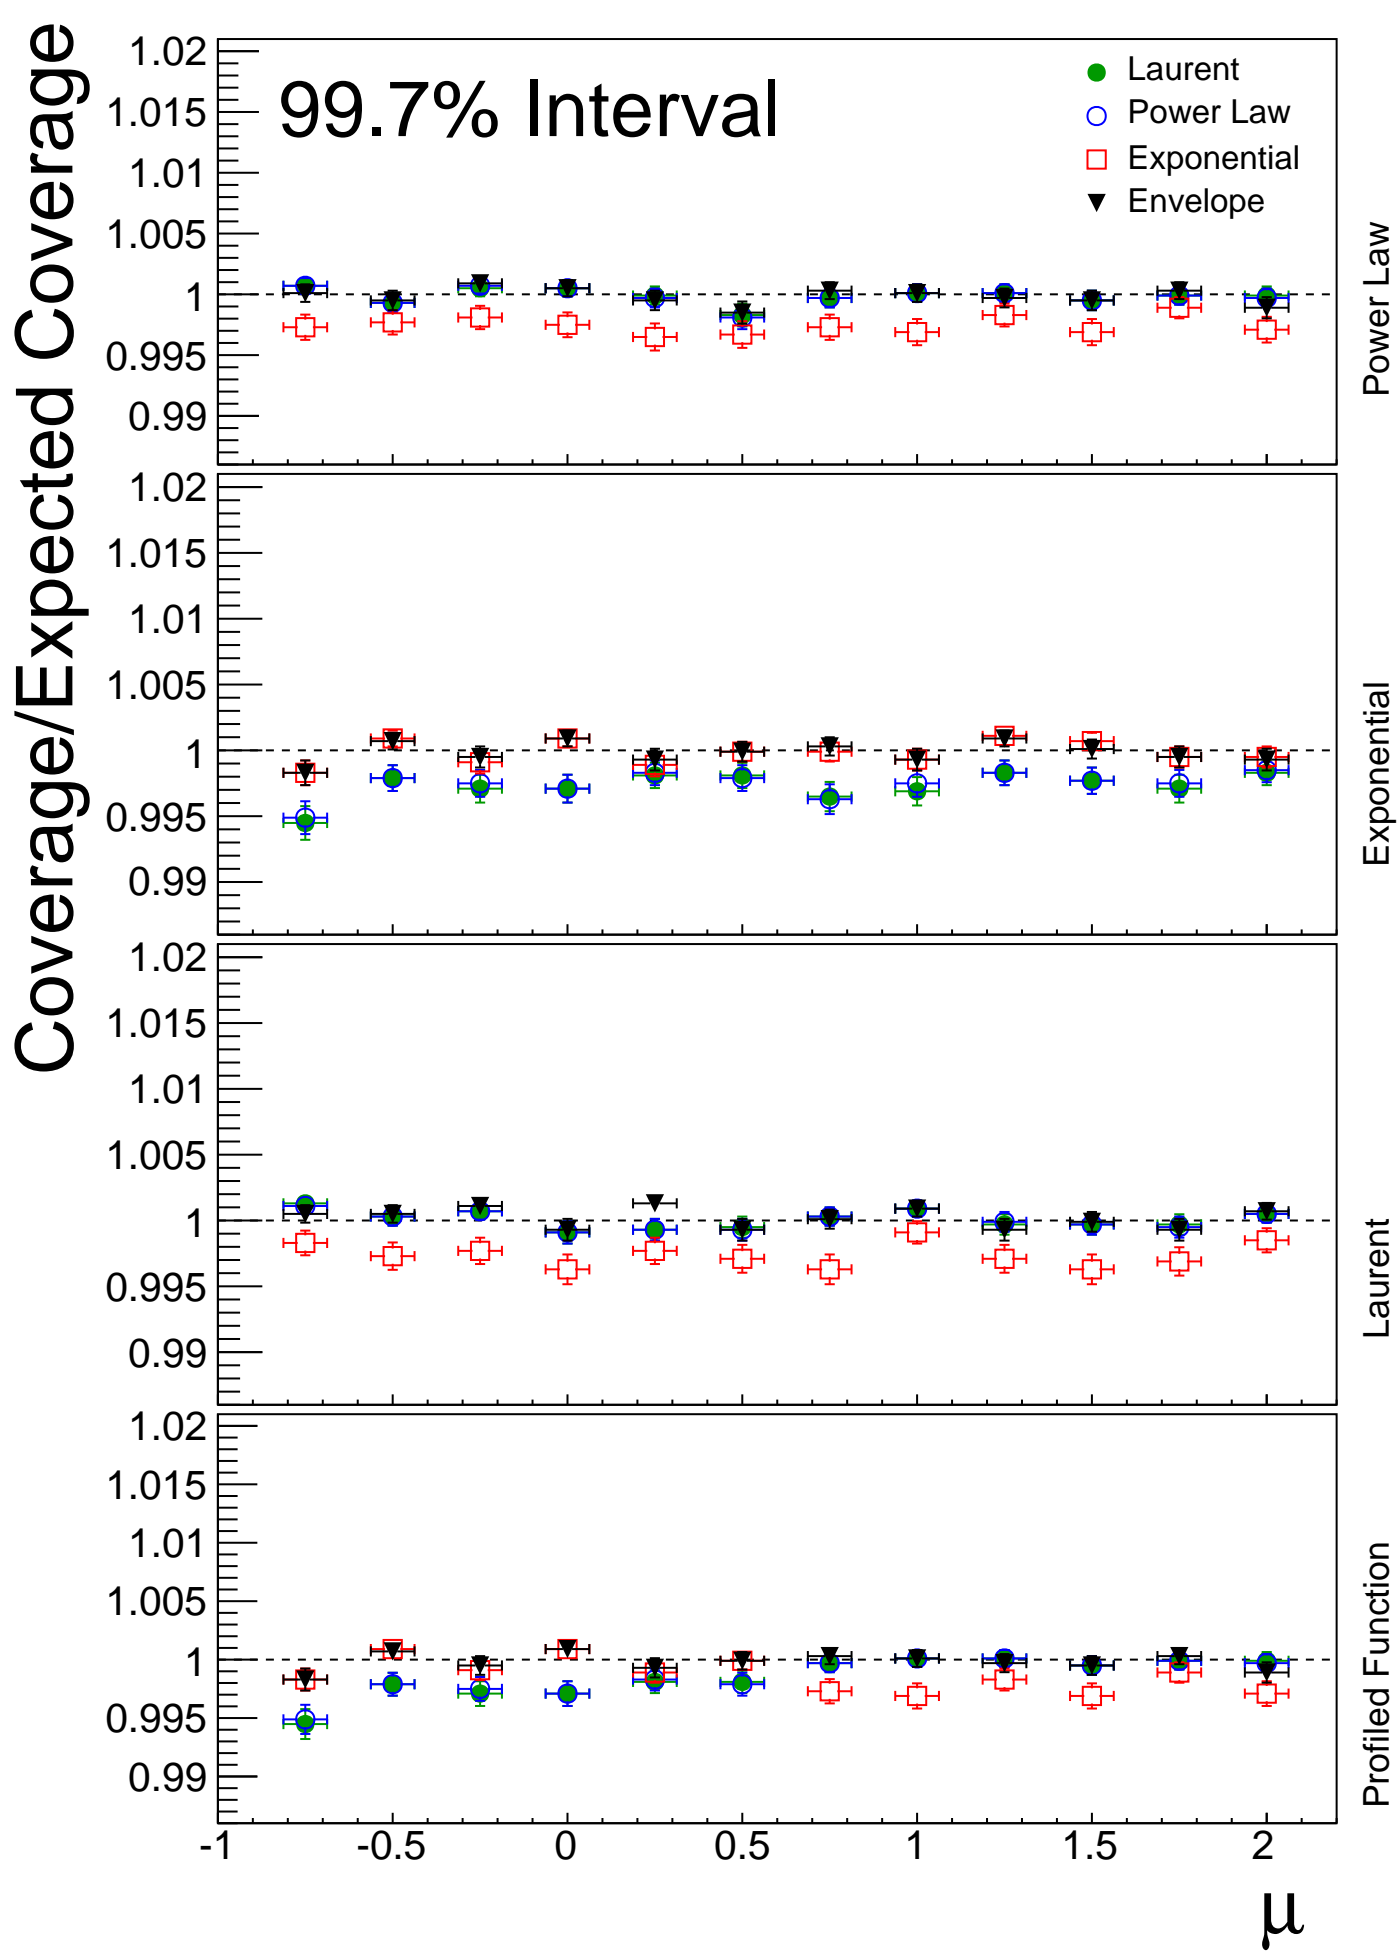 Coverage/Expected Coverage
99.7% Interval
Laurent
Power Law
Exponential
Envelope
1.02
1.015
1.01
1.005
1
0.995
0.99
Power Law
1.02
1.015
1.01
1.005
1
0.995
0.99
Exponential
1.02
1.015
1.01
1.005
1
0.995
0.99
Laurent
1.02
1.015
1.01
1.005
1
0.995
0.99
Profiled Function
-1 -0.5 0 0.5 1 1.5 2
μ